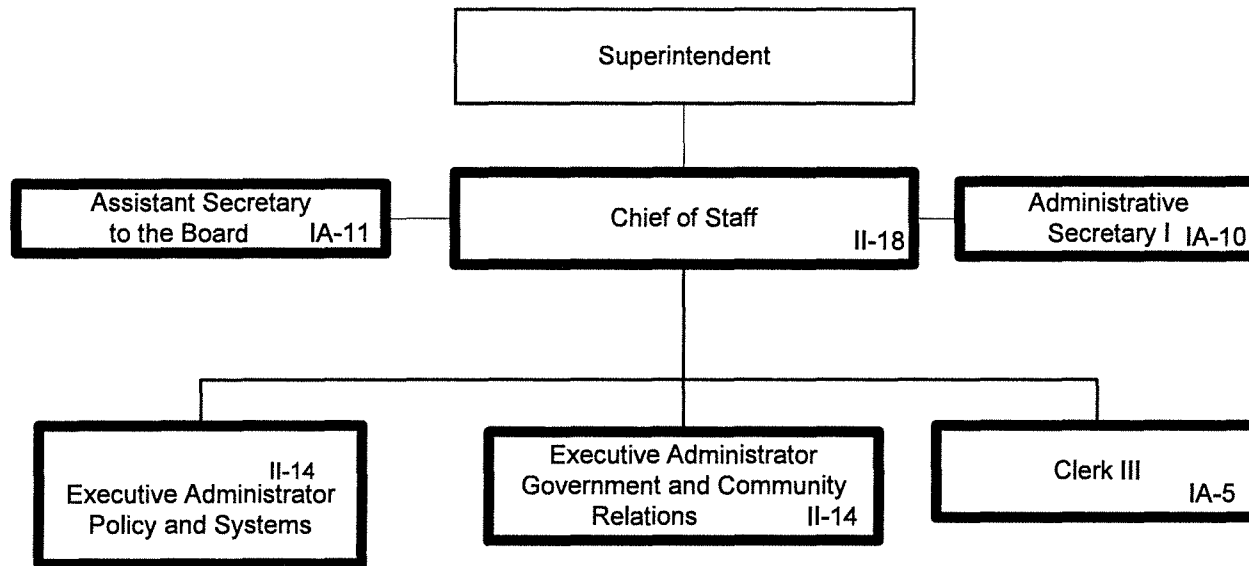 Superintendent
Assistant Secretary
to the Board IA-11
Chief of Staff
II-18
Administrative
Secretary I IA-10
II-14
Executive Administrator
Policy and Systems
Executive Administrator
Government and Community
Relations II-14
Clerk III
IA-5